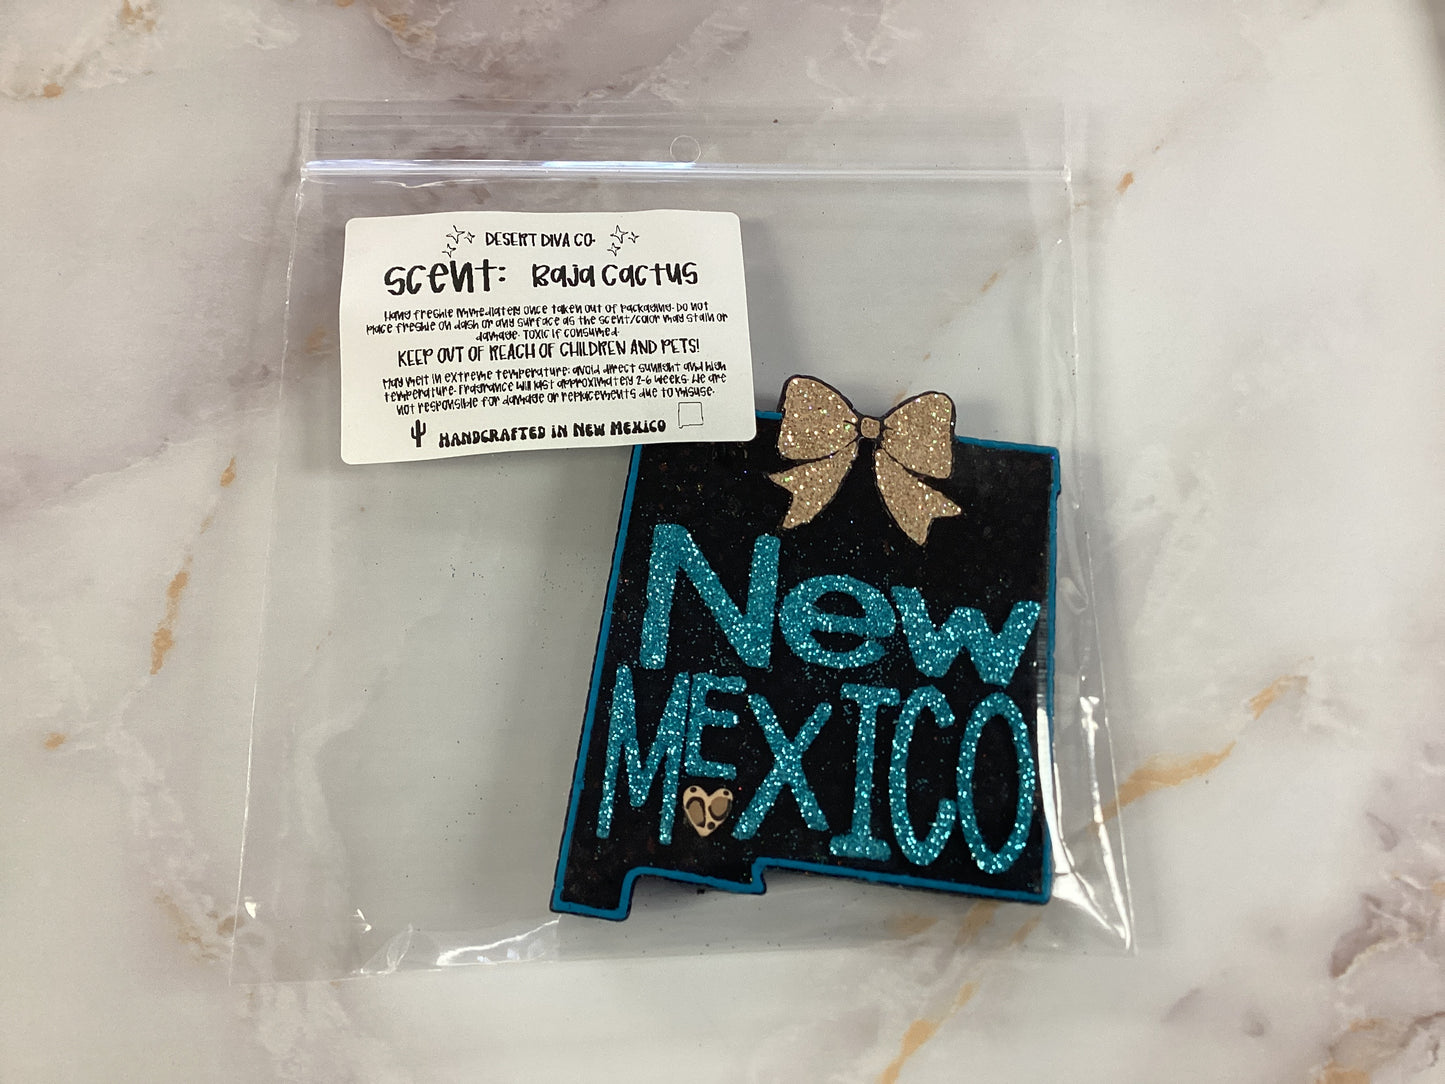 DESERT DIVA CO.
scent: Baja Cactus
Hang freshie immediately once taken out of packaging. Do not
place freshie on dash or any surface as the scent/color may stain or
damage. Toxic if consumed.
KEEP OUT OF REACH OF CHILDREN AND PETS!
May melt in extreme temperature; avoid direct sunlight and high
temperature. Fragrance will last approximately 2-6 weeks. We are
not responsible for damage or replacements due to misuse.
HANDCRAFTED IN NEW MEXICO
New
MEXICO